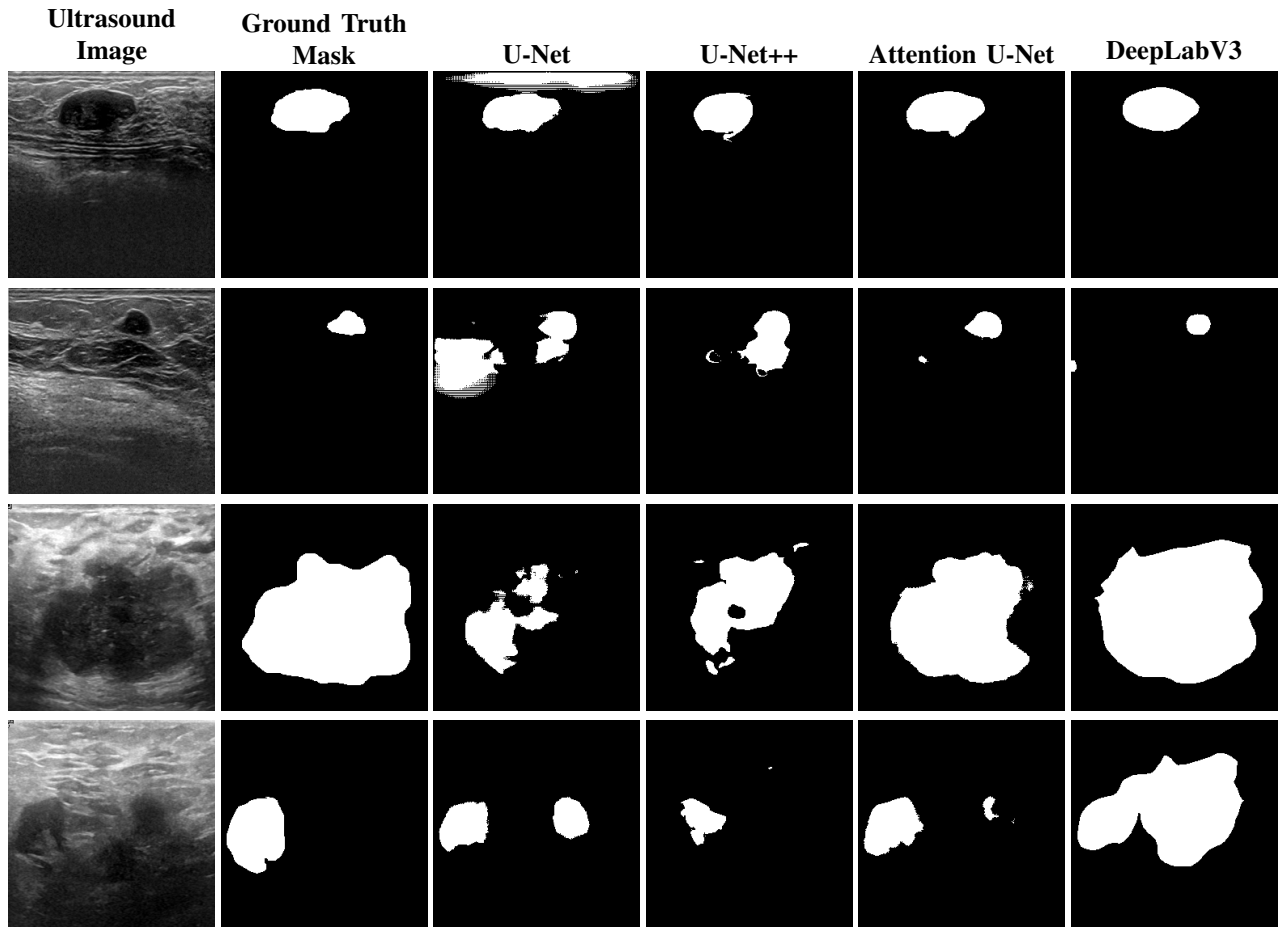 Ultrasound
Image
Ground Truth
Mask
U-Net
U-Net++
Attention U-Net
DeepLabV3